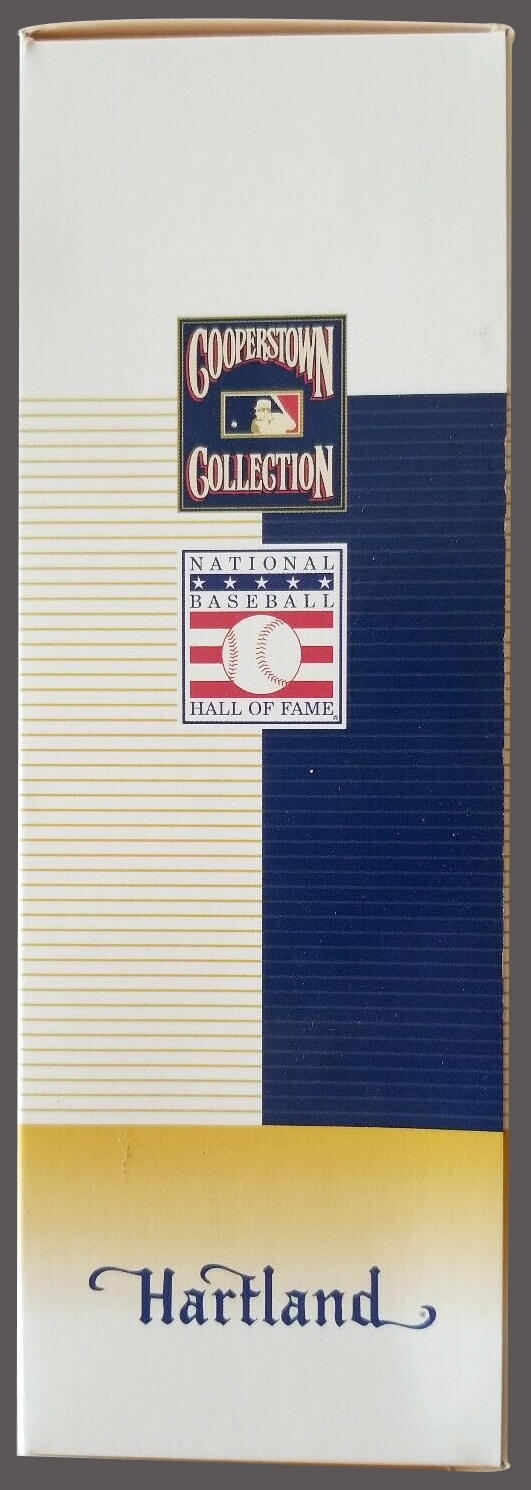 COOPERSTOWN
COLLECTION
NATIONAL
BASEBALL
HALL OF FAME®
Hartland®